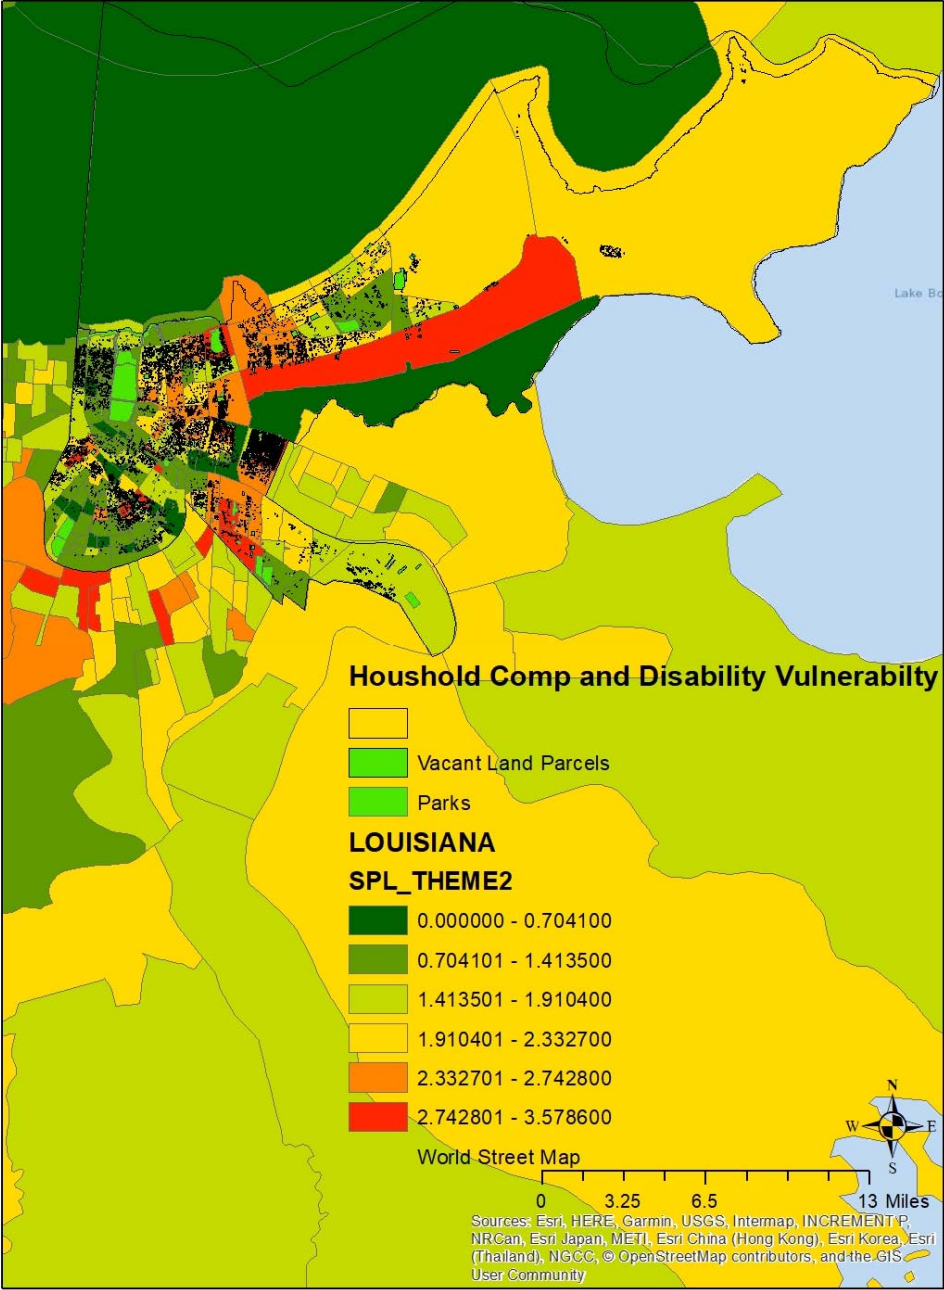 Lake Bo
Houshold Comp and Disability Vulnerabilty
Vacant Land Parcels
Parks
LOUISIANA
SPL_THEME2
0.000000 - 0.704100
0.704101 - 1.413500
1.413501 - 1.910400
1.910401 - 2.332700
2.332701 - 2.742800
2.742801 - 3.578600
World Street Map
N
W E
S
0 3.25 6.5 13 Miles
Sources: Esri, HERE, Garmin, USGS, Intermap, INCREMENT P,
NRCan, Esri Japan, METI, Esri China (Hong Kong), Esri Korea, Esri
(Thailand), NGCC, © OpenStreetMap contributors, and the GIS
User Community